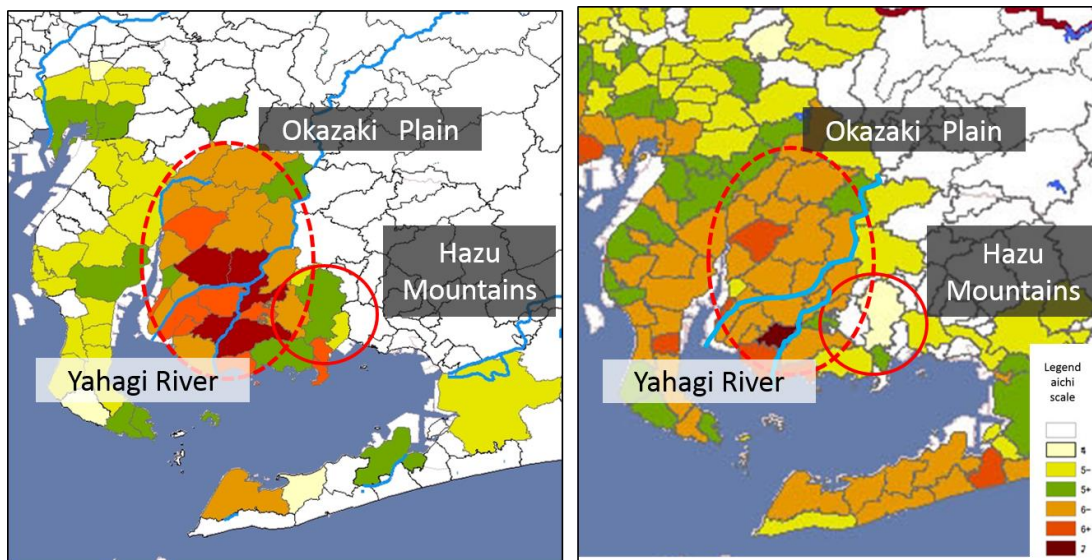 Okazaki Plain
Hazu
Mountains
Yahagi River
Okazaki Plain
Hazu
Mountains
Yahagi River
Legend
aichi
scale
4
5-
5+
6-
6+
7